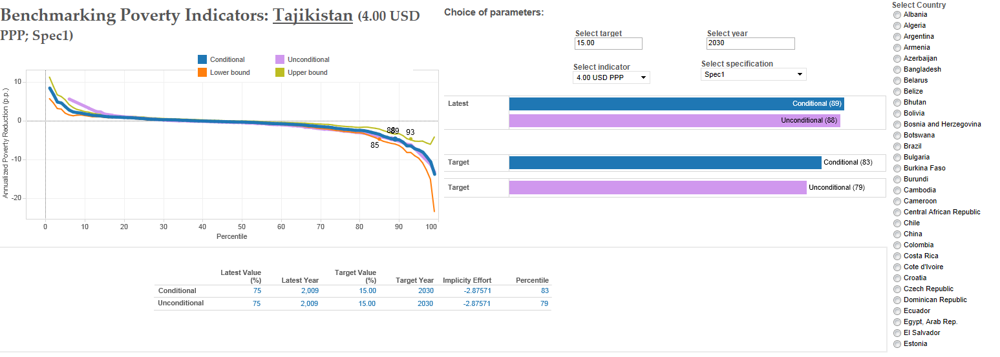 Benchmarking Poverty Indicators: Tajikistan (4.00 USD
PPP; Spec1)
Conditional
Unconditional
Lower bound
Upper bound
Annualized Poverty Reduction (p.p.)
10
0
-10
-20
88
89
93
85
0 10 20 30 40 50 60 70 80 90 100
Percentile
Choice of parameters:
Select target
15.00
Select year
2030
Select indicator
4.00 USD PPP
Select specification
Spec1
Latest
Conditional (89)
Unconditional (88)
Target
Conditional (83)
Target
Unconditional (79)
Latest Value (%) Latest Year Target Value (%) Target Year Implicity Effort Percentile
Conditional 75 2,009 15.00 2030 -2.87571 83
Unconditional 75 2,009 15.00 2030 -2.87571 79
Select Country
Albania
Algeria
Argentina
Armenia
Azerbaijan
Bangladesh
Belarus
Belize
Bhutan
Bolivia
Bosnia and Herzegovina
Botswana
Brazil
Bulgaria
Burkina Faso
Burundi
Cambodia
Cameroon
Central African Republic
Chile
China
Colombia
Costa Rica
Cote d'Ivoire
Croatia
Czech Republic
Dominican Republic
Ecuador
Egypt, Arab Rep.
El Salvador
Estonia